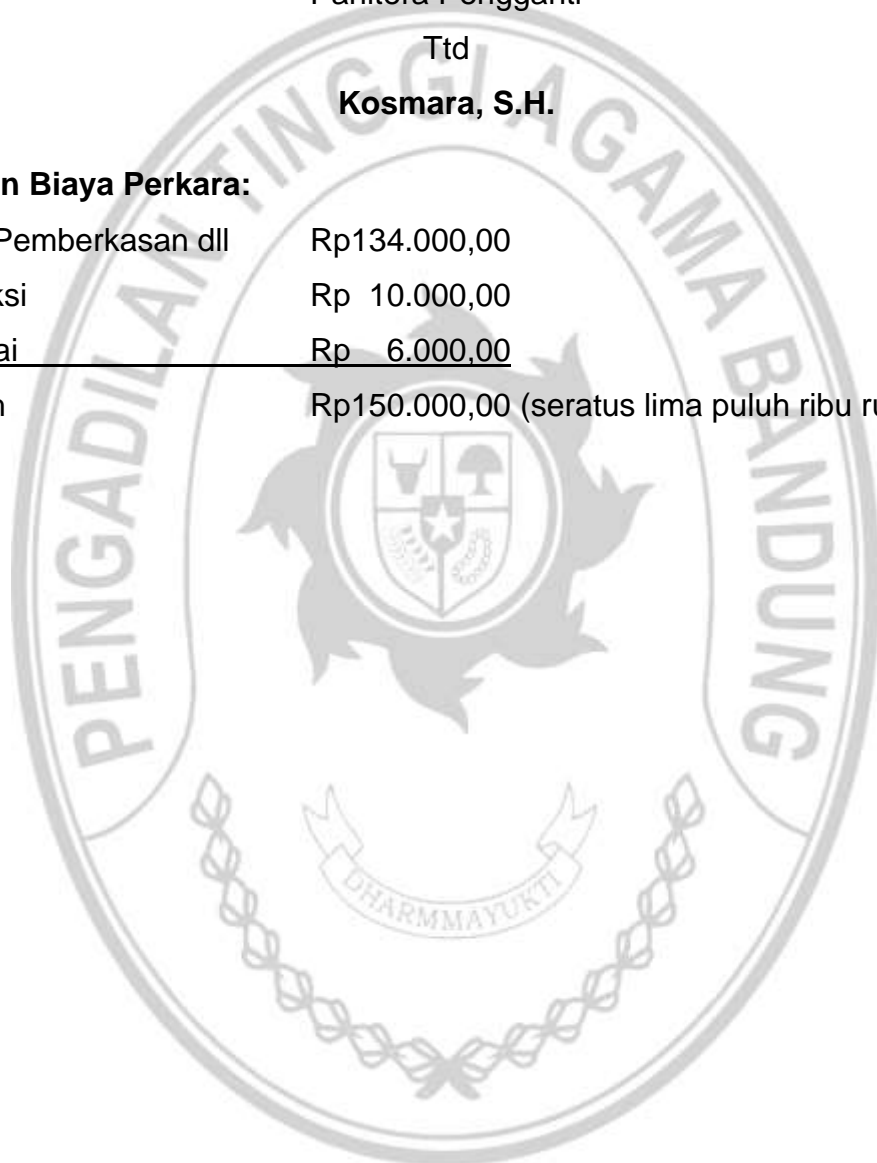 Panitera Pengganti
Ttd
Kosmara, S.H.
n Biaya Perkara:
Pemberkasan dll Rp134.000,00
ksi Rp 10.000,00
ai Rp 6.000,00
Rp150.000,00 (seratus lima puluh ribu ru
PENGADILAN TINGGI AGAMA BANDUNG
DHARMMAYUKTI